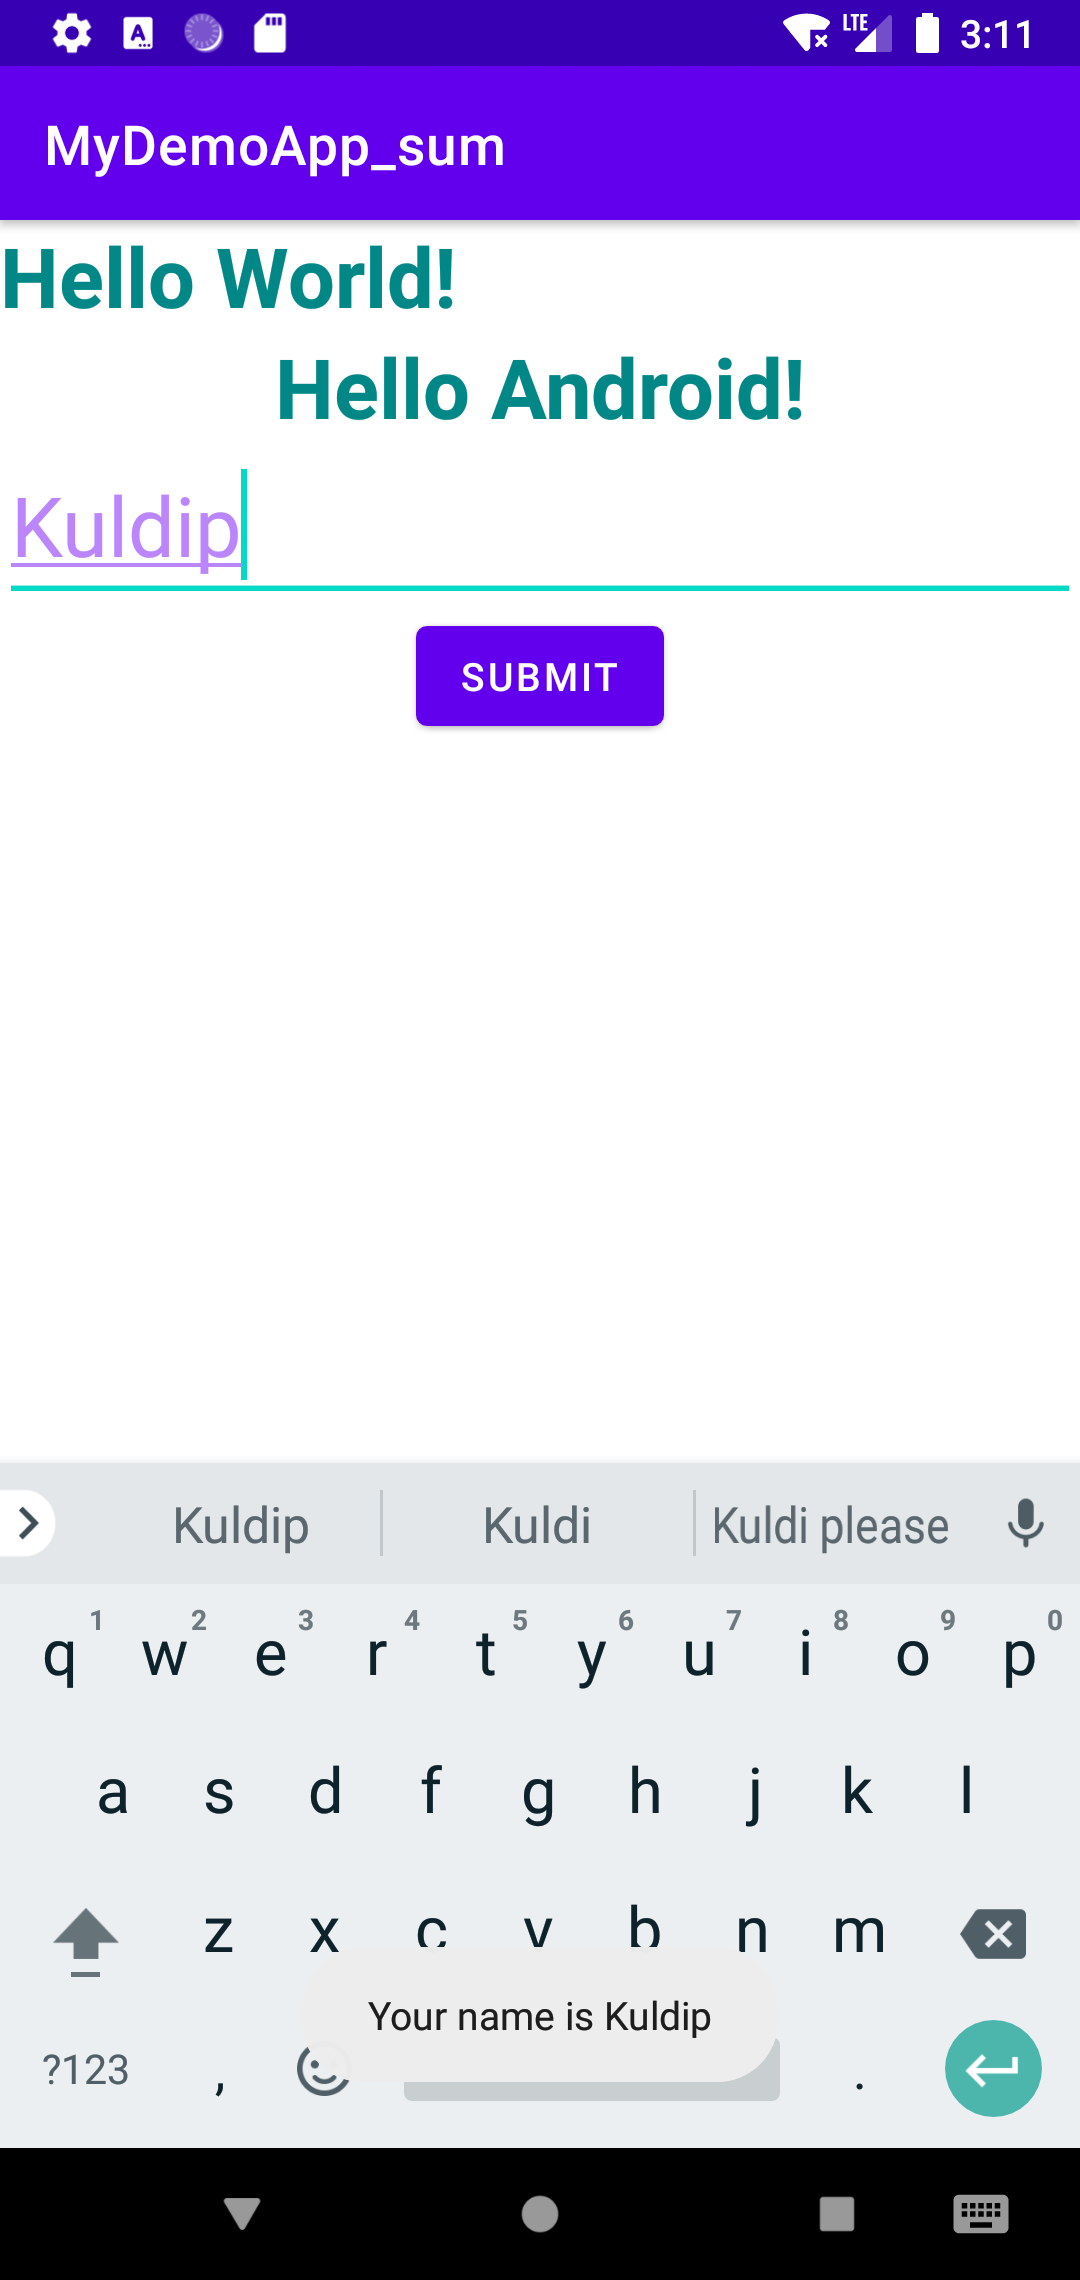 LTE 3:11
MyDemoApp_sum
Hello World!
Hello Android!
Kuldip
SUBMIT
Kuldip Kuldi Kuldi please
1 2 3 4 5 6 7 8 9 0
q w e r t y u i o p
a s d f g h j k l
z x c v b n m
Your name is Kuldip
?123 , .